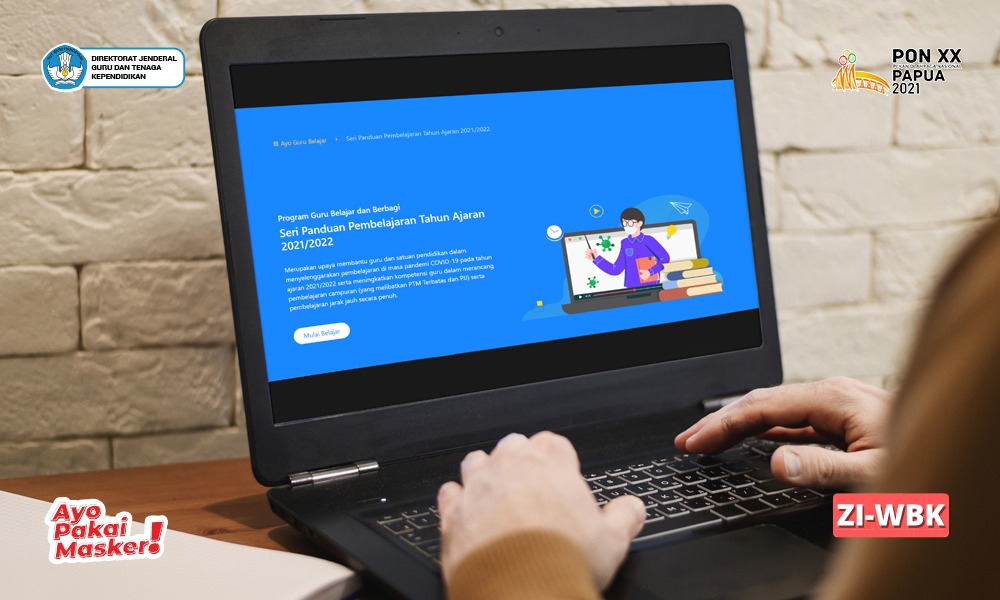 DIREKTORAT JENDERAL
GURU DAN TENAGA
KEPENDIDIKAN
PON XX
PEKAN OLAHRAGA NASIONAL
PAPUA
2021
Ayo Guru Belajar > Seri Panduan Pembelajaran Tahun Ajaran 2021/2022
Program Guru Belajar dan Berbagi
Seri Panduan Pembelajaran Tahun Ajaran
2021/2022
Merupakan upaya membantu guru dan satuan pendidikan dalam
menyelenggarakan pembelajaran di masa pandemi COVID-19 pada tahun
ajaran 2021/2022 serta meningkatkan kompetensi guru dalam merancang
pembelajaran campuran (yang melibatkan PTM Terbatas dan PJJ) serta
pembelajaran jarak jauh secara penuh.
Mulai Belajar
Ayo
Pakai
Masker!
ZI-WBK